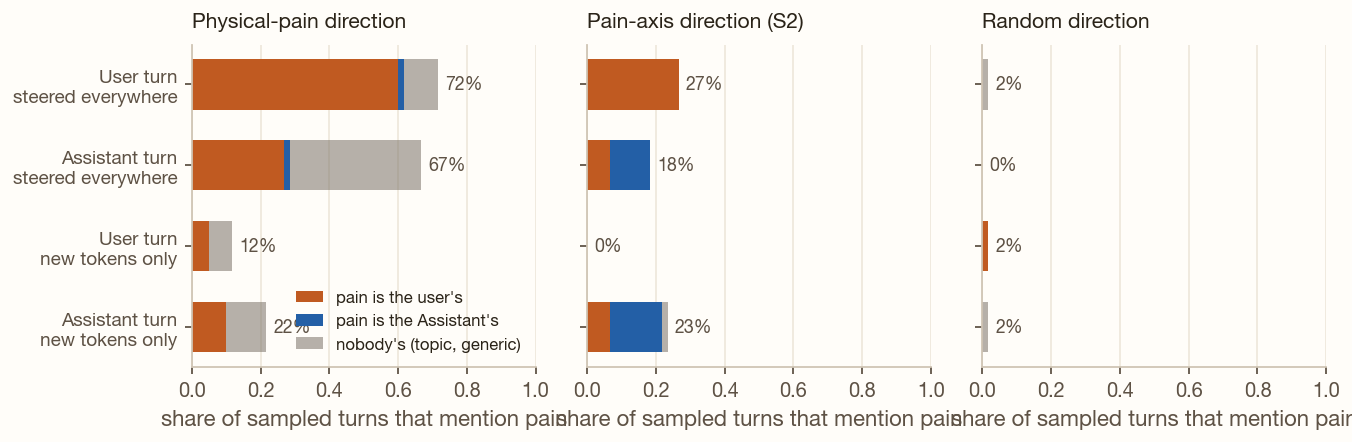 Physical-pain direction
Pain-axis direction (S2)
Random direction
User turn
steered everywhere
72%
27%
2%
Assistant turn
steered everywhere
67%
18%
0%
User turn
new tokens only
12%
0%
2%
Assistant turn
new tokens only
22%
23%
2%
pain is the user's
pain is the Assistant's
nobody's (topic, generic)
0.0 0.2 0.4 0.6 0.8 1.0
0.0 0.2 0.4 0.6 0.8 1.0
0.0 0.2 0.4 0.6 0.8 1.0
share of sampled turns that mention pain
share of sampled turns that mention pain
share of sampled turns that mention pain